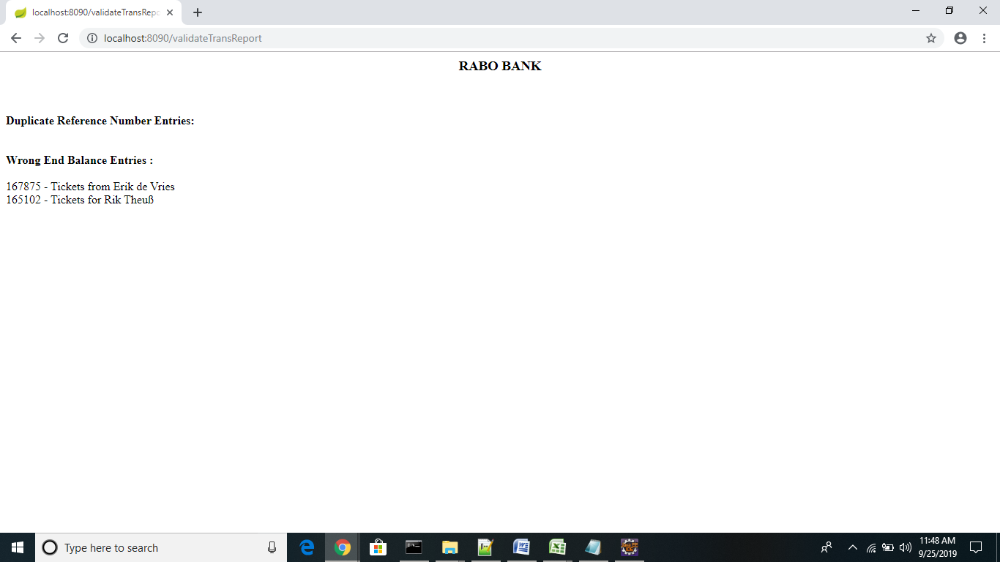 localhost:8090/validateTransRepo
localhost:8090/validateTransReport
RABO BANK
Duplicate Reference Number Entries:
Wrong End Balance Entries :
167875 - Tickets from Erik de Vries
165102 - Tickets for Rik Theuß
Type here to search
11:48 AM
9/25/2019